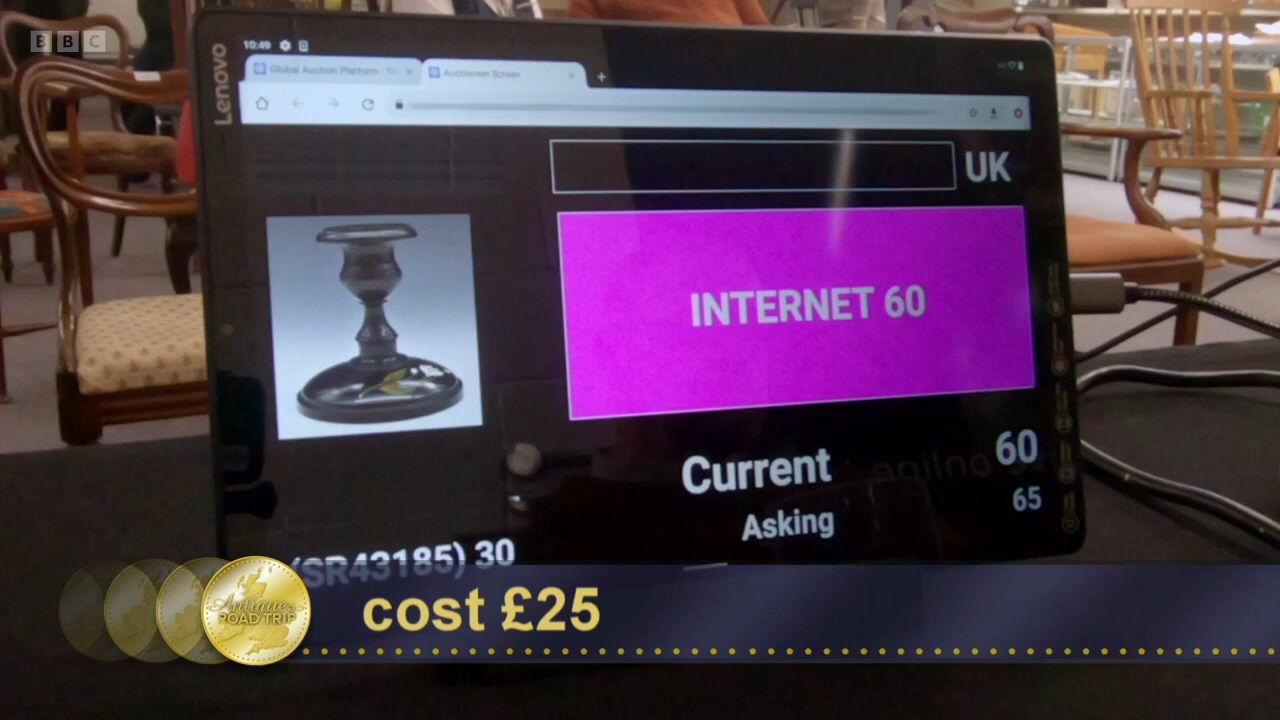 BBC
Lenovo
10:49
Global Auction Platform - Th
Auctioneer Screen
UK
INTERNET 60
Current 60
Asking 65
(SR43185) 30
Antiques
ROAD TRIP
cost £25